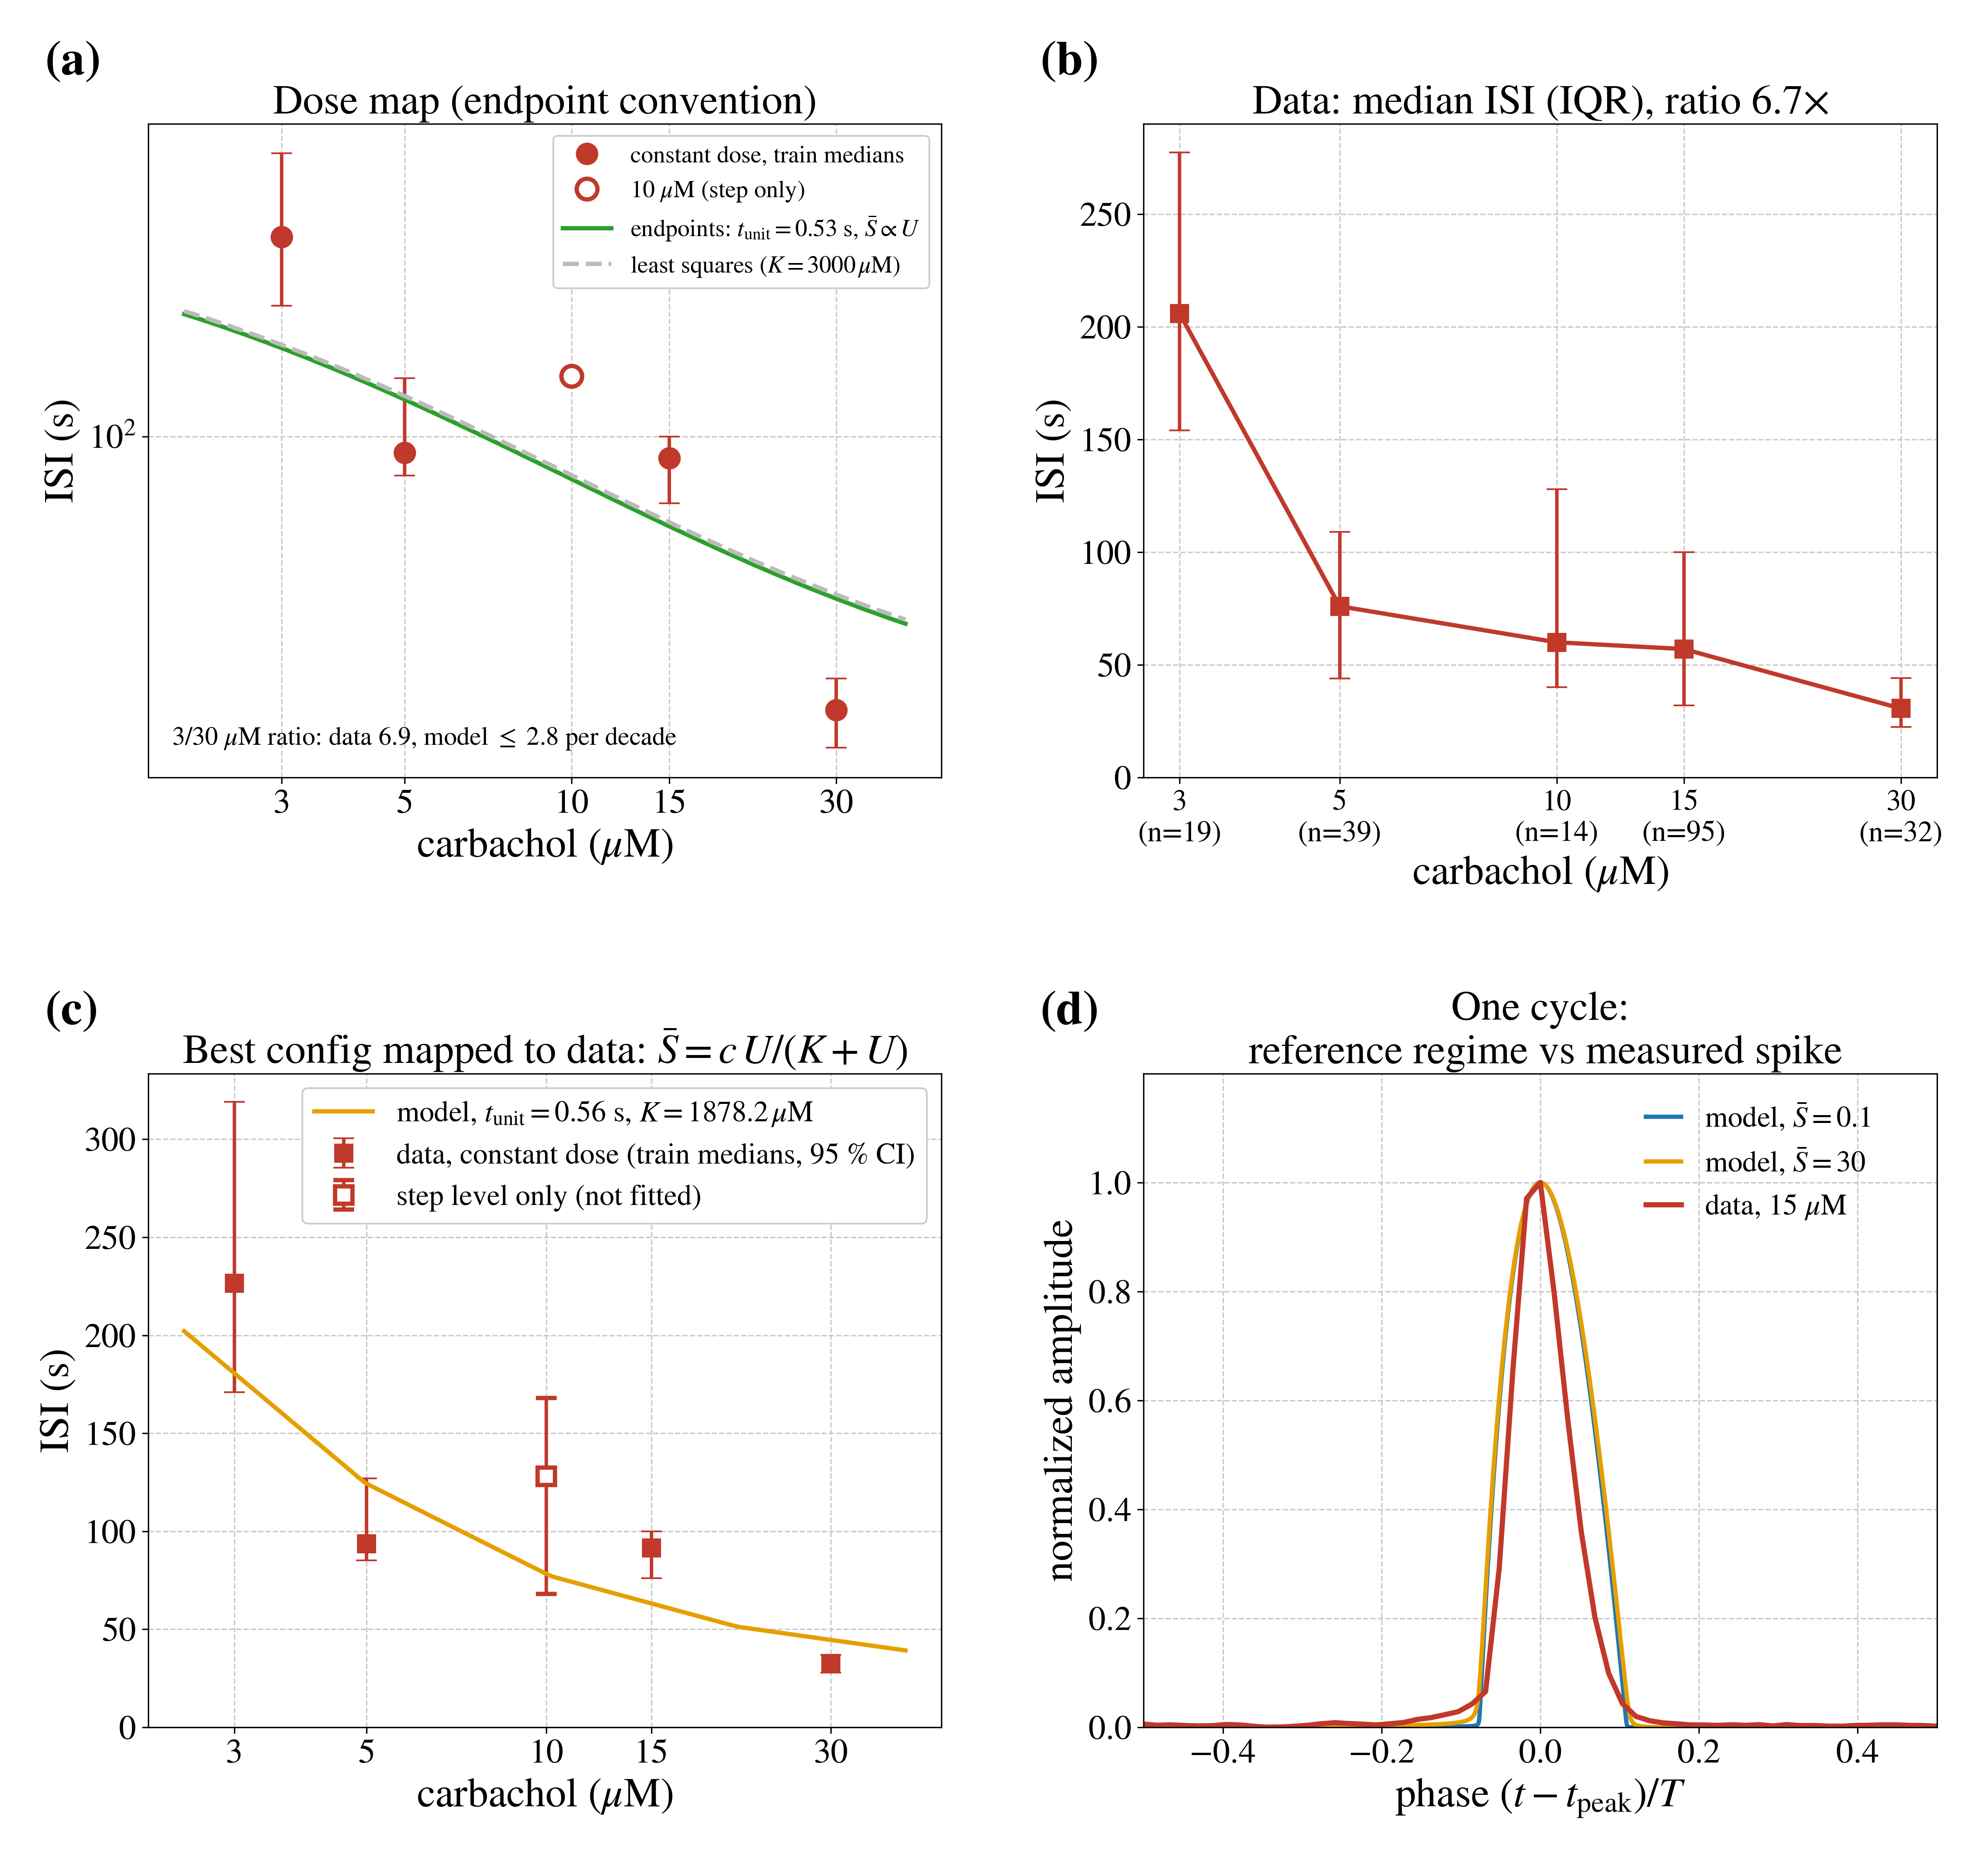 (a)
Dose map (endpoint convention)
constant dose, train medians
10 μM (step only)
endpoints: t_unit = 0.53 s, S̄ ∝ U
least squares (K = 3000 μM)
10²
ISI (s)
3/30 μM ratio: data 6.9, model ≤ 2.8 per decade
3 5 10 15 30
carbachol (μM)
(b)
Data: median ISI (IQR), ratio 6.7×
250
200
150
100
50
0
ISI (s)
3 5 10 15 30
(n=19) (n=39) (n=14) (n=95) (n=32)
carbachol (μM)
(c)
Best config mapped to data: S̄ = c U/(K + U)
model, t_unit = 0.56 s, K = 1878.2 μM
data, constant dose (train medians, 95 % CI)
step level only (not fitted)
300
250
200
150
100
50
0
ISI (s)
3 5 10 15 30
carbachol (μM)
(d)
One cycle:
reference regime vs measured spike
model, S̄ = 0.1
model, S̄ = 30
data, 15 μM
1.0
0.8
0.6
0.4
0.2
0.0
normalized amplitude
−0.4 −0.2 0.0 0.2 0.4
phase (t − t_peak)/T